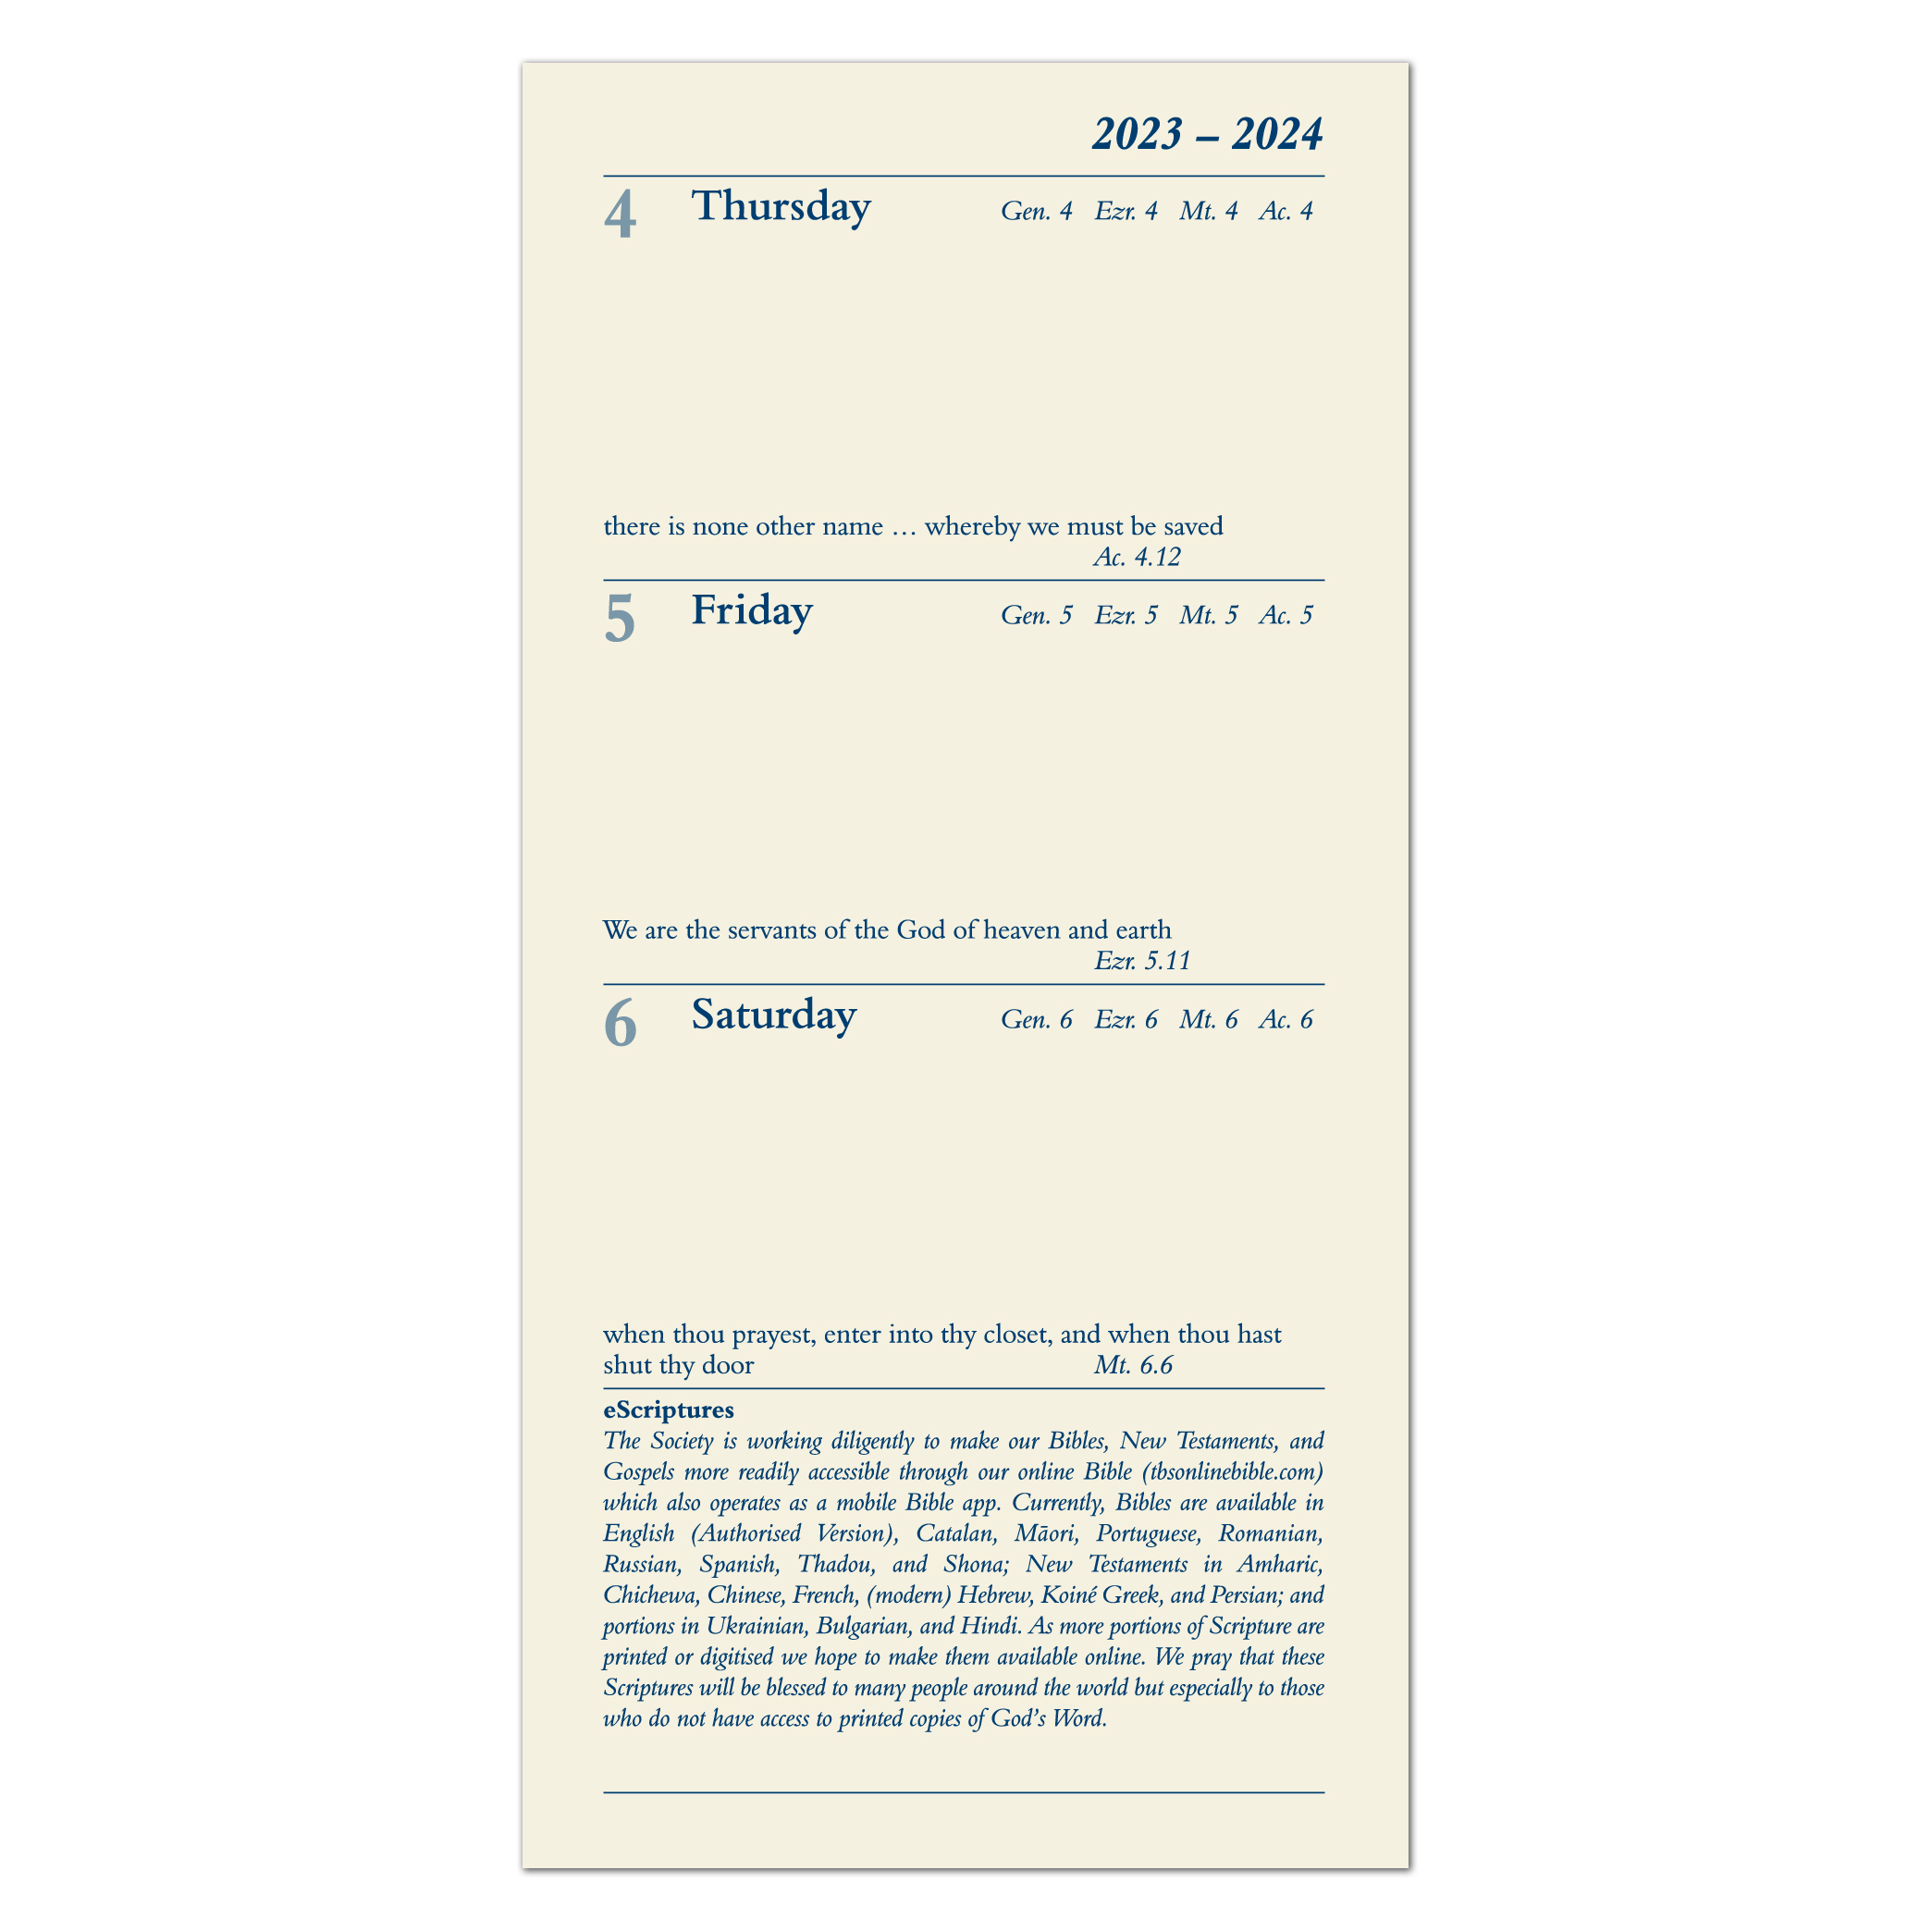 2023 – 2024
4 Thursday Gen. 4 Ezr. 4 Mt. 4 Ac. 4
there is none other name … whereby we must be saved
Ac. 4.12
5 Friday Gen. 5 Ezr. 5 Mt. 5 Ac. 5
We are the servants of the God of heaven and earth
Ezr. 5.11
6 Saturday Gen. 6 Ezr. 6 Mt. 6 Ac. 6
when thou prayest, enter into thy closet, and when thou hast
shut thy door Mt. 6.6
eScriptures
The Society is working diligently to make our Bibles, New Testaments, and
Gospels more readily accessible through our online Bible (tbsonlinebible.com)
which also operates as a mobile Bible app. Currently, Bibles are available in
English (Authorised Version), Catalan, Māori, Portuguese, Romanian,
Russian, Spanish, Thadou, and Shona; New Testaments in Amharic,
Chichewa, Chinese, French, (modern) Hebrew, Koiné Greek, and Persian; and
portions in Ukrainian, Bulgarian, and Hindi. As more portions of Scripture are
printed or digitised we hope to make them available online. We pray that these
Scriptures will be blessed to many people around the world but especially to those
who do not have access to printed copies of God's Word.